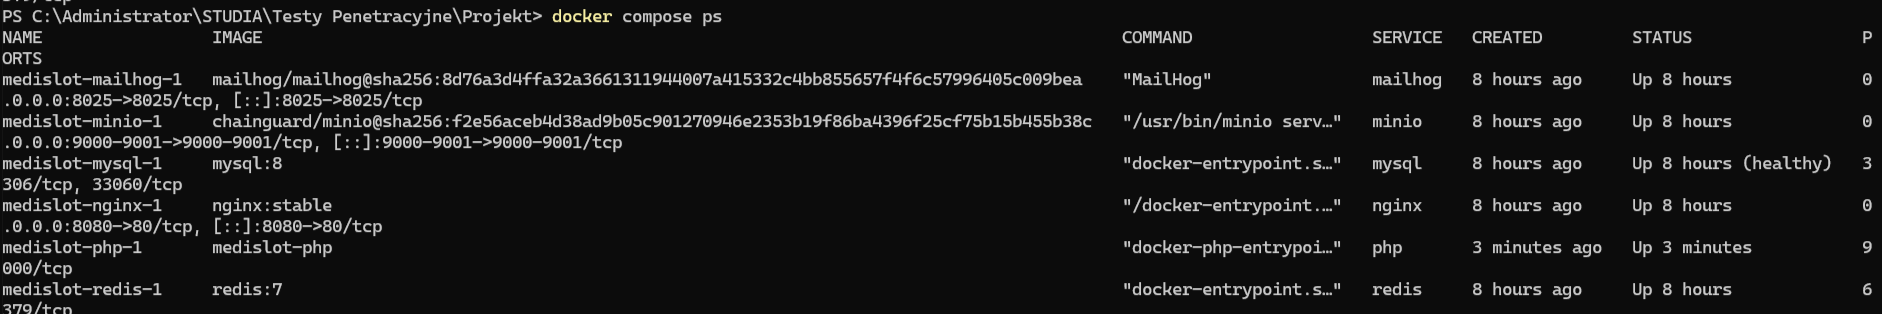 PS C:\Administrator\STUDIA\Testy Penetracyjne\Projekt> docker compose ps
NAME IMAGE COMMAND SERVICE CREATED STATUS P
ORTS
medislot-mailhog-1 mailhog/mailhog@sha256:8d76a3d4ffa32a3661311944007a415332c4bb855657f4f6c57996405c009bea "MailHog" mailhog 8 hours ago Up 8 hours 0
.0.0.0:8025->8025/tcp, [::]:8025->8025/tcp
medislot-minio-1 chainguard/minio@sha256:f2e56aceb4d38ad9b05c901270946e2353b19f86ba4396f25cf75b15b455b38c "/usr/bin/minio serv…" minio 8 hours ago Up 8 hours 0
.0.0.0:9000-9001->9000-9001/tcp, [::]:9000-9001->9000-9001/tcp
medislot-mysql-1 mysql:8 "docker-entrypoint.s…" mysql 8 hours ago Up 8 hours (healthy) 3
306/tcp, 33060/tcp
medislot-nginx-1 nginx:stable "/docker-entrypoint.…" nginx 8 hours ago Up 8 hours 0
.0.0.0:8080->80/tcp, [::]:8080->80/tcp
medislot-php-1 medislot-php "docker-php-entrypoi…" php 3 minutes ago Up 3 minutes 9
000/tcp
medislot-redis-1 redis:7 "docker-entrypoint.s…" redis 8 hours ago Up 8 hours 6
379/tcp